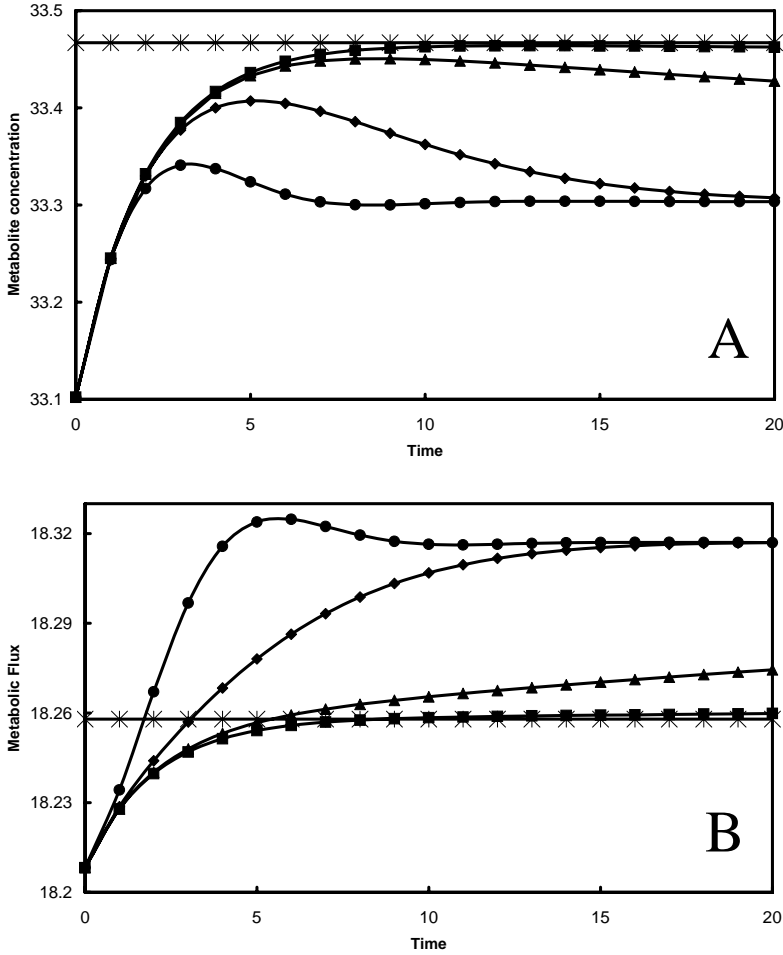 33.5
33.4
33.3
33.2
33.1
Metabolite concentration
0 5 10 15 20
Time
A
18.32
18.29
18.26
18.23
18.2
Metabolic Flux
0 5 10 15 20
Time
B